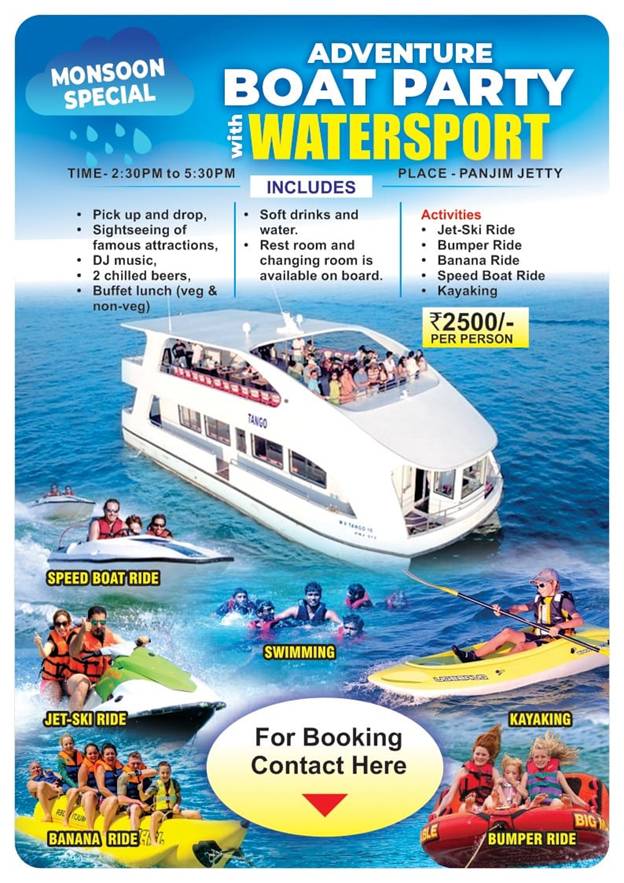 MONSOON
SPECIAL
ADVENTURE
BOAT PARTY
with WATERSPORT
TIME- 2:30PM to 5:30PM
PLACE - PANJIM JETTY
INCLUDES
• Pick up and drop,
• Sightseeing of
famous attractions,
• DJ music,
• 2 chilled beers,
• Buffet lunch (veg &
non-veg)
• Soft drinks and
water.
• Rest room and
changing room is
available on board.
Activities
• Jet-Ski Ride
• Bumper Ride
• Banana Ride
• Speed Boat Ride
• Kayaking
₹2500/-
PER PERSON
TANGO
SPEED BOAT RIDE
SWIMMING
JET-SKI RIDE
KAYAKING
For Booking
Contact Here
BANANA RIDE
BUMPER RIDE